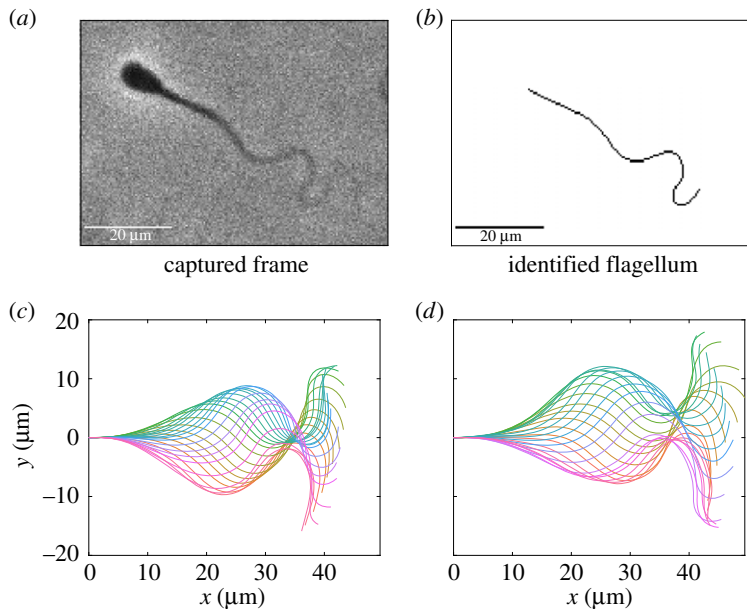 (a)
(b)
20 µm
20 µm
captured frame
identified flagellum
(c)
(d)
20
10
0
–10
–20
y (µm)
0 10 20 30 40
0 10 20 30 40
x (µm)
x (µm)